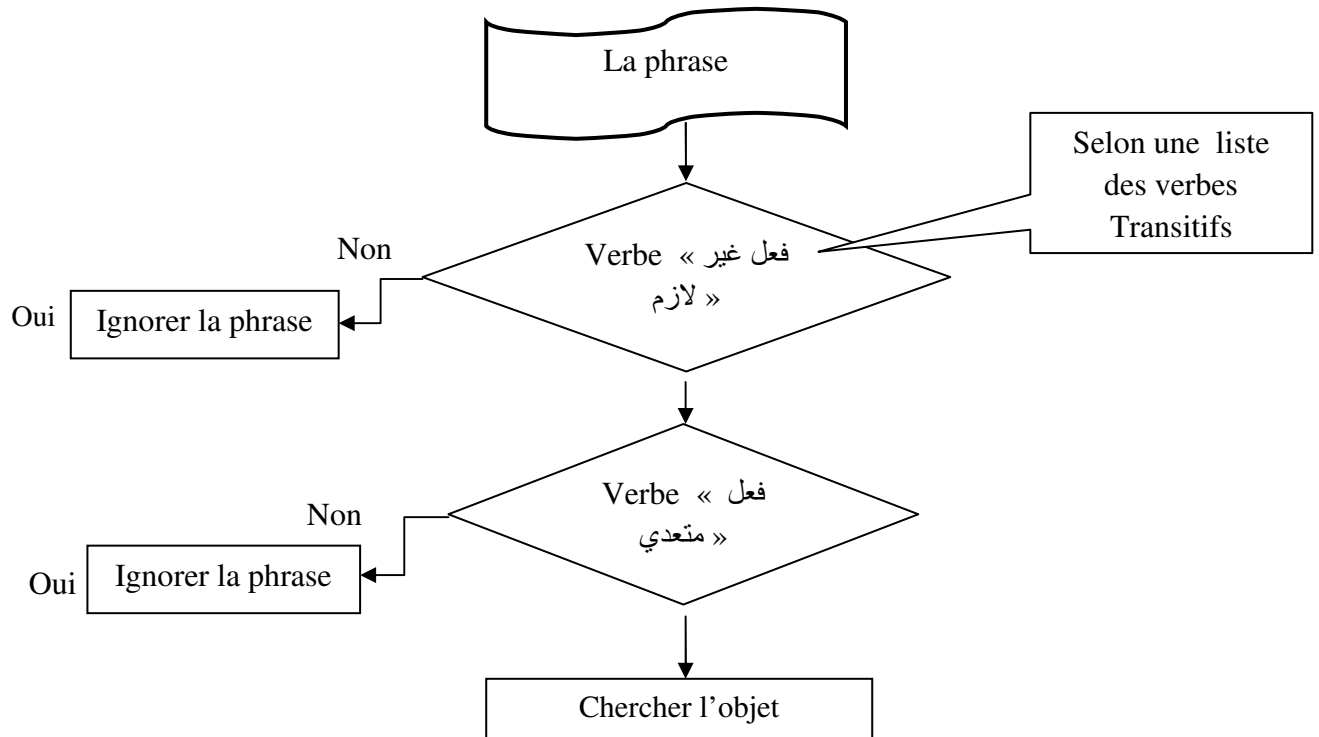 La phrase
Selon une liste
des verbes
Transitifs
Non
Verbe « فعل غير
لازم »
Oui
Ignorer la phrase
Verbe « فعل
متعدي »
Non
Oui
Ignorer la phrase
Chercher l’objet